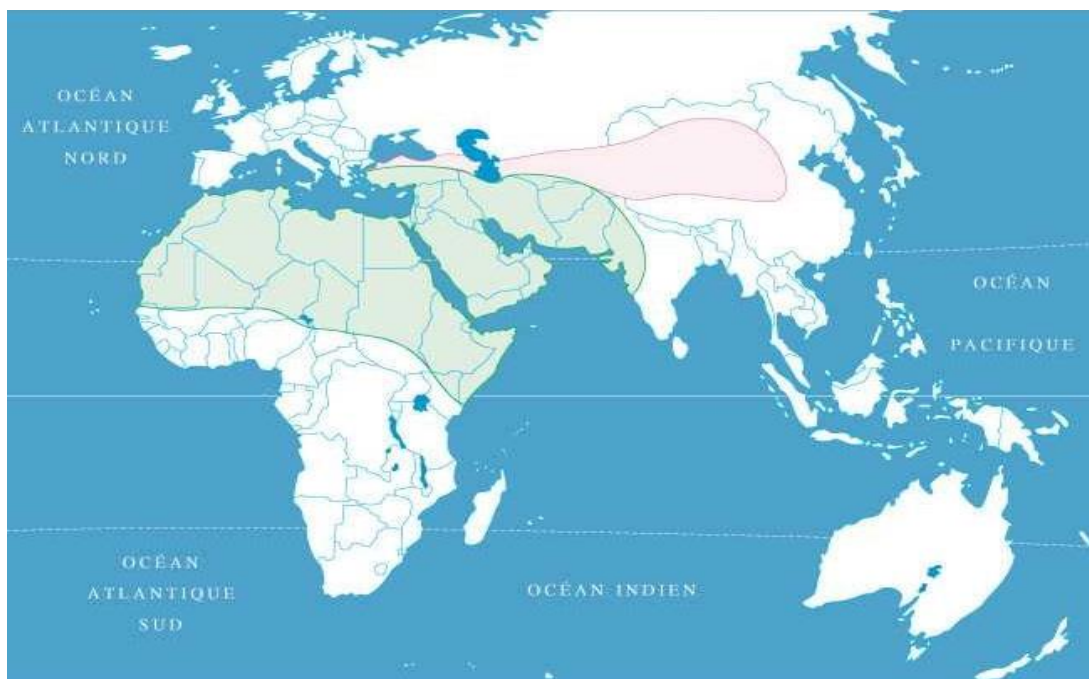 OCÉAN
ATLANTIQUE
NORD
OCÉAN
PACIFIQUE
OCÉAN
ATLANTIQUE
SUD
OCÉAN INDIEN